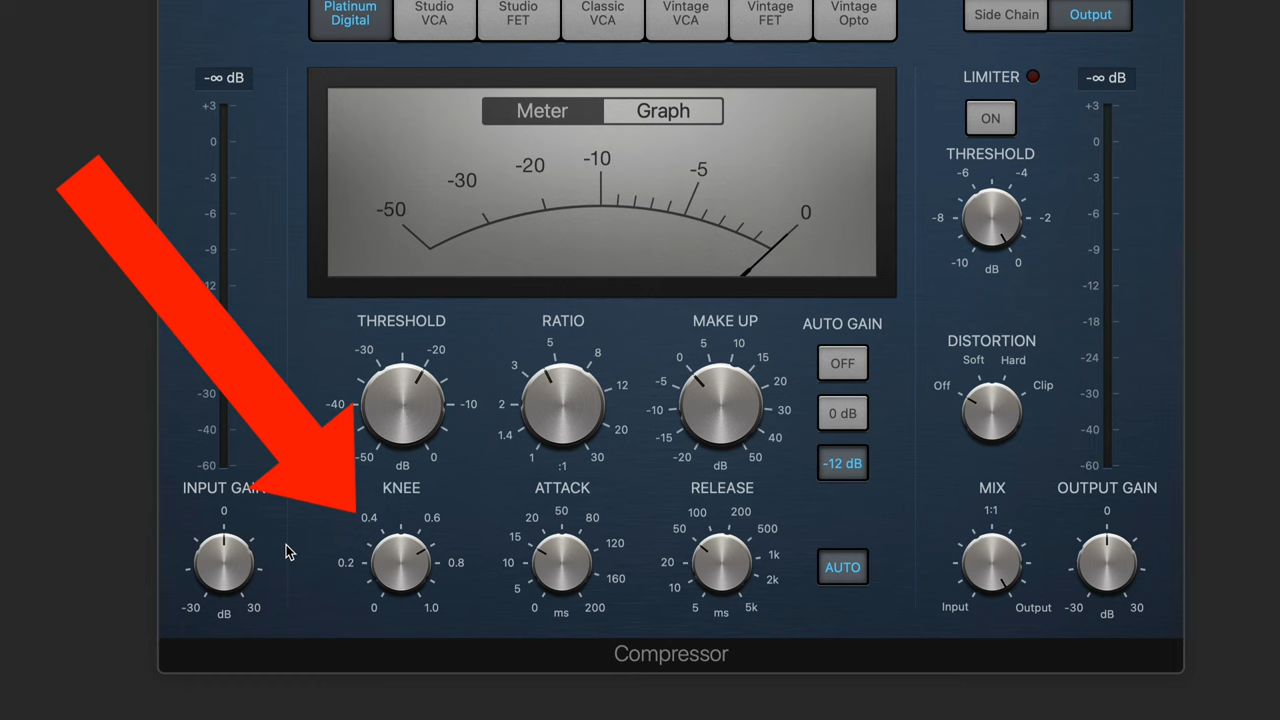 Platinum Digital
Studio VCA
Studio FET
Classic VCA
Vintage VCA
Vintage FET
Vintage Opto
Side Chain
Output
-∞ dB
+3
0
-3
-6
-9
12
-30
-40
-60
INPUT GAIN
0
-30
dB
30
Meter
Graph
-50
-30
-20
-10
-5
0
THRESHOLD
-30
-20
-40
-10
-50
dB
0
RATIO
5
3
8
2
12
1.4
20
1
:1
30
MAKE UP
5
10
0
15
-5
20
-10
30
-15
40
-20
dB
50
AUTO GAIN
OFF
0 dB
-12 dB
KNEE
0.4
0.6
0.2
0.8
0
1.0
ATTACK
50
20
80
15
120
10
160
5
0
ms
200
RELEASE
100
200
50
500
20
1k
10
2k
5
ms
5k
AUTO
LIMITER
ON
THRESHOLD
-6
-4
-8
-2
-10
dB
0
DISTORTION
Soft
Hard
Off
Clip
MIX
1:1
Input
Output
-∞ dB
+3
0
-3
-6
-9
-12
-18
-24
-30
-40
-60
OUTPUT GAIN
0
-30
dB
30
Compressor